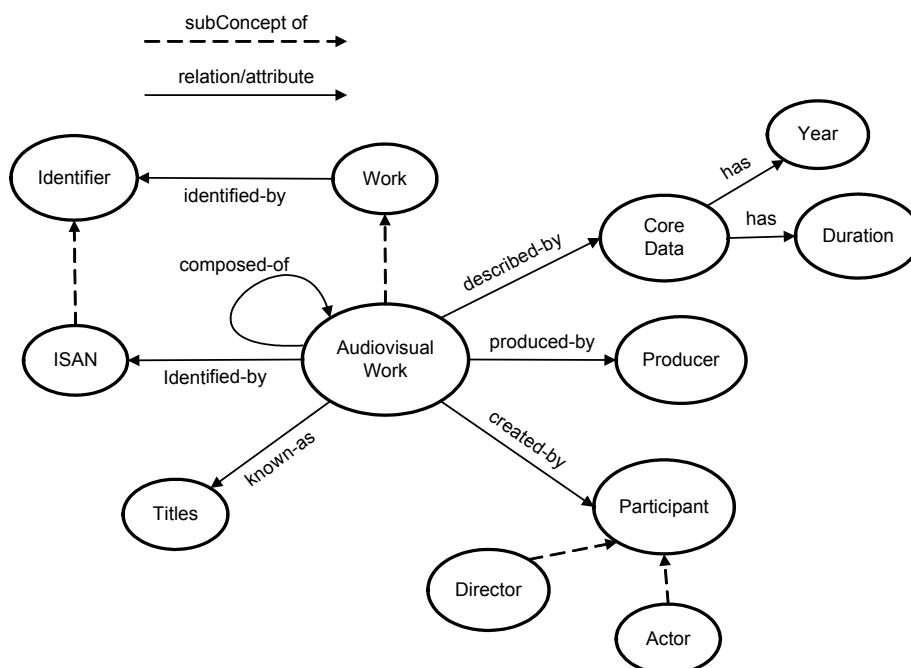 subConcept of
relation/attribute
Year
has
Identifier
Work
identified-by
Core
Data
has
Duration
described-by
composed-of
ISAN
Identified-by
Audiovisual
Work
produced-by
Producer
known-as
created-by
Titles
Participant
Director
Actor